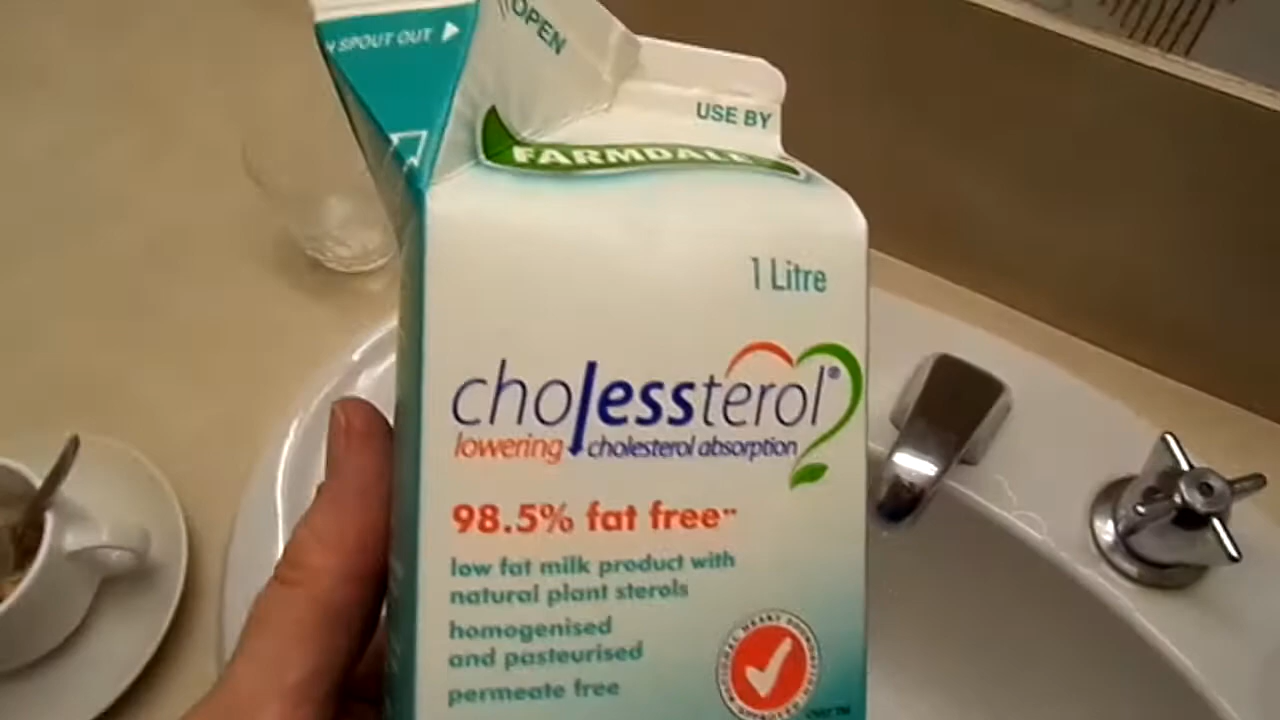 SPOUT OUT
OPEN
USE BY
FARMDALE
1 Litre
cholessterol®
lowering cholesterol absorption
98.5% fat free**
low fat milk product with
natural plant sterols
homogenised
and pasteurised
permeate free